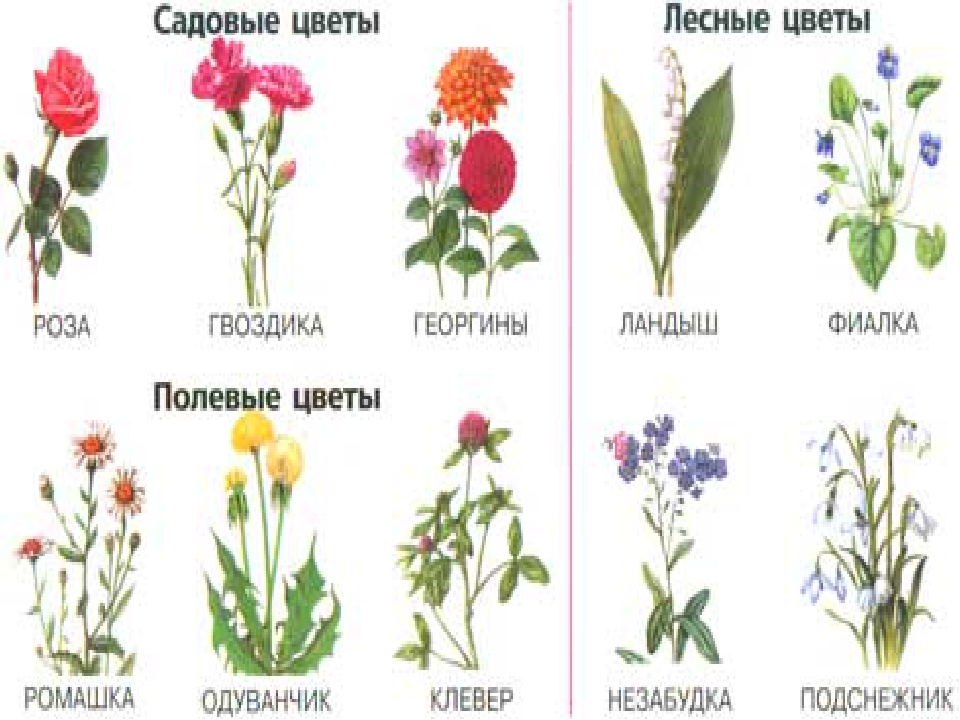 Садовые цветы
РОЗА ГВОЗДИКА ГЕОРГИНЫ
Полевые цветы
РОМАШКА ОДУВАНЧИК КЛЕВЕР
Лесные цветы
ЛАНДЫШ ФИАЛКА
НЕЗАБУДКА ПОДСНЕЖНИК